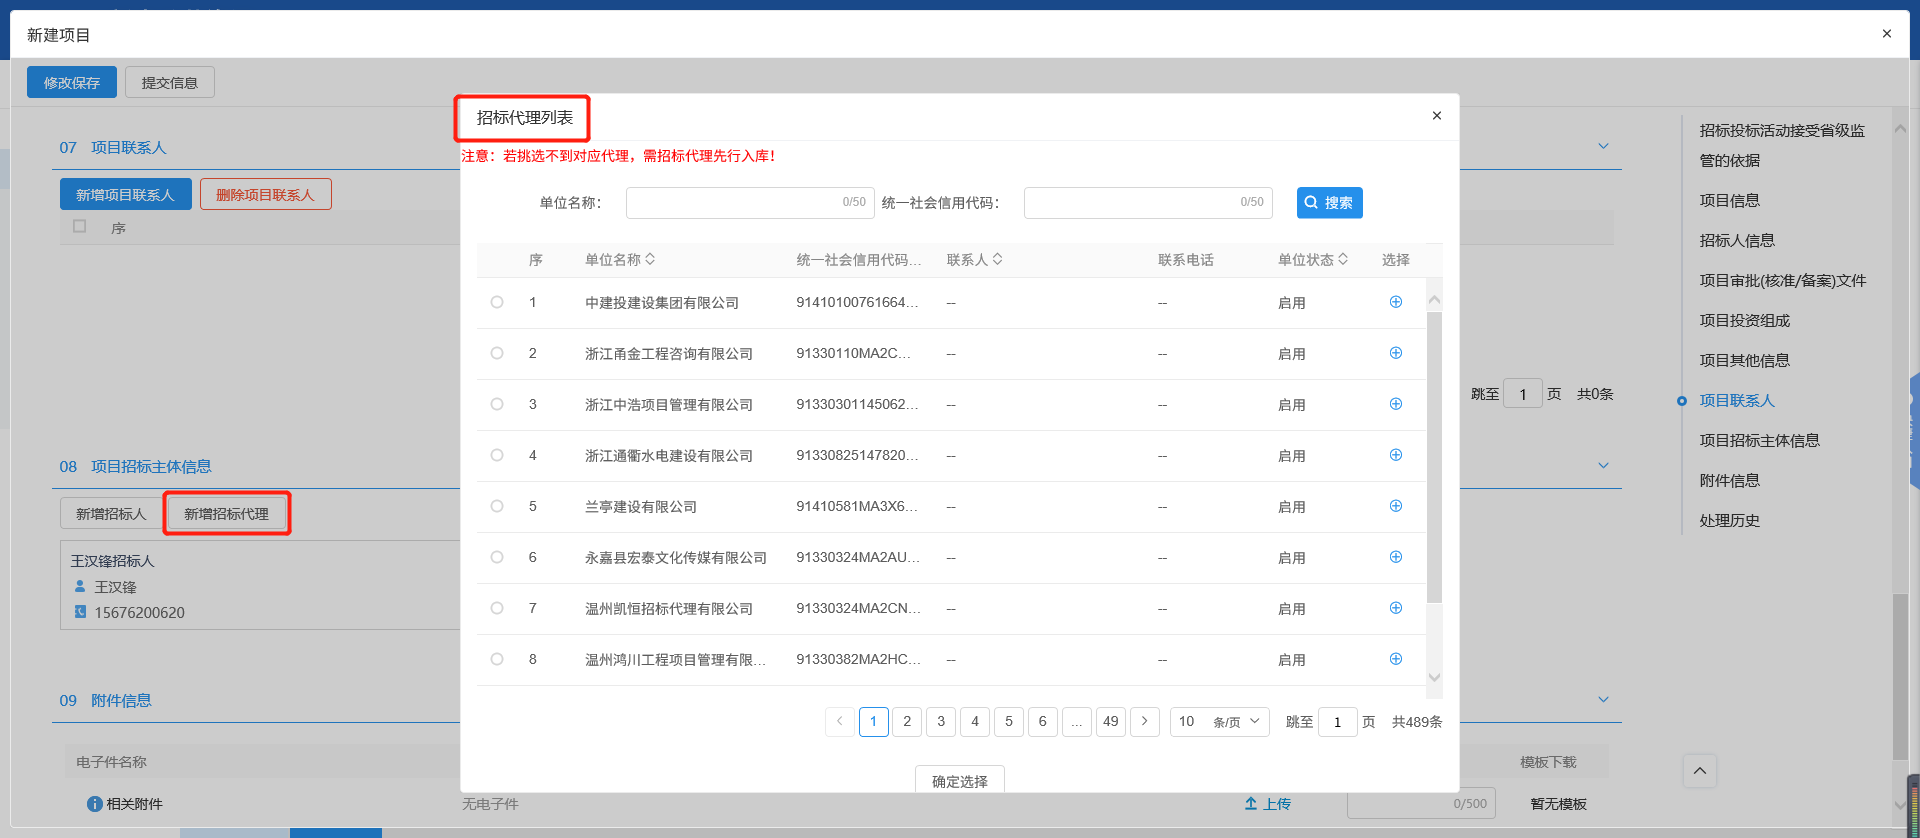 新建项目
修改保存
提交信息
07 项目联系人
新增项目联系人
删除项目联系人
序
跳至 1 页 共0条
08 项目招标主体信息
新增招标人
新增招标代理
王汉锋招标人
王汉锋
15676200620
09 附件信息
电子件名称
模板下载
相关附件
无电子件
上传
0/500
暂无模板
招标代理列表
注意：若挑选不到对应代理，需招标代理先行入库！
单位名称： 0/50 统一社会信用代码： 0/50 搜索
序 单位名称 统一社会信用代码... 联系人 联系电话 单位状态 选择
1 中建投建设集团有限公司 91410100761664... -- -- 启用
2 浙江甬金工程咨询有限公司 91330110MA2C... -- -- 启用
3 浙江中浩项目管理有限公司 91330301145062... -- -- 启用
4 浙江通衢水电建设有限公司 91330825147820... -- -- 启用
5 兰亭建设有限公司 91410581MA3X6... -- -- 启用
6 永嘉县宏泰文化传媒有限公司 91330324MA2AU... -- -- 启用
7 温州凯恒招标代理有限公司 91330324MA2CN... -- -- 启用
8 温州鸿川工程项目管理有限... 91330382MA2HC... -- -- 启用
1 2 3 4 5 6 ... 49 10 条/页 跳至 1 页 共489条
确定选择
招标投标活动接受省级监
管的依据
项目信息
招标人信息
项目审批(核准/备案)文件
项目投资组成
项目其他信息
项目联系人
项目招标主体信息
附件信息
处理历史